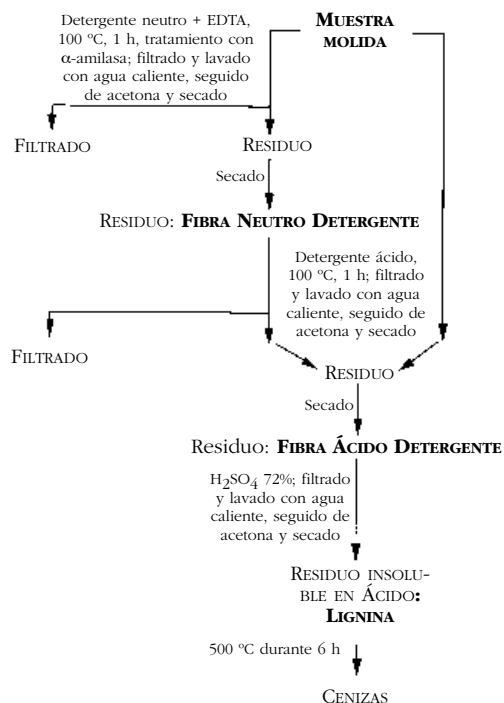 Detergente neutro + EDTA,
100 ºC, 1 h, tratamiento con
α-amilasa; filtrado y lavado
con agua caliente, seguido
de acetona y secado
MUESTRA
MOLIDA
FILTRADO
RESIDUO
Secado
RESIDUO: FIBRA NEUTRO DETERGENTE
Detergente ácido,
100 ºC, 1 h; filtrado
y lavado con agua
caliente, seguido de
acetona y secado
FILTRADO
RESIDUO
Secado
Residuo: FIBRA ÁCIDO DETERGENTE
H2SO4 72%; filtrado
y lavado con agua
caliente, seguido de
acetona y secado
RESIDUO INSOLU-
BLE EN ÁCIDO:
LIGNINA
500 ºC durante 6 h
CENIZAS